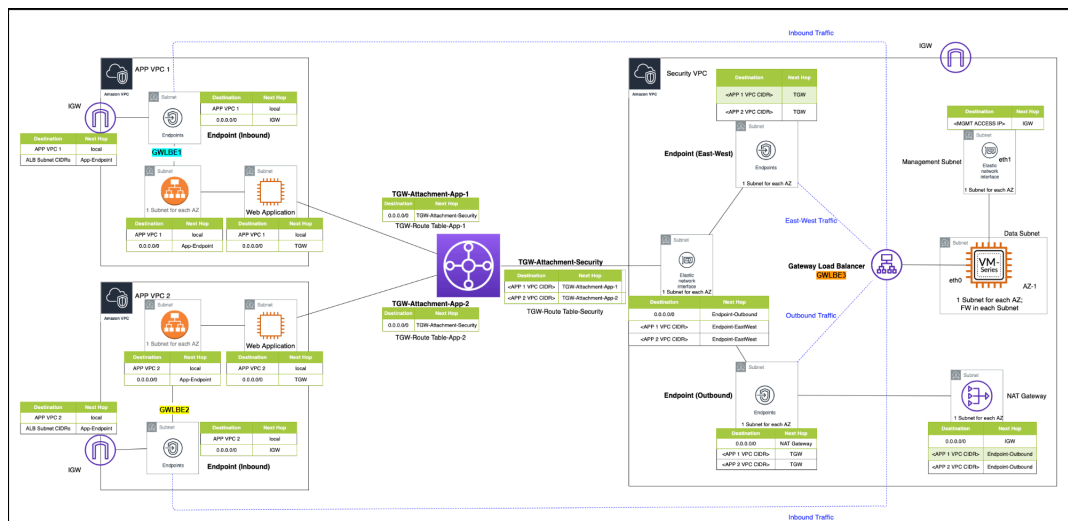 Inbound Traffic
IGW
APP VPC 1
Amazon VPC
Subnet
Endpoints
Destination Next Hop
APP VPC 1 local
0.0.0.0/0 IGW
Endpoint (Inbound)
IGW
Destination Next Hop
APP VPC 1 local
ALB Subnet CIDRs App-Endpoint
GWLBE1
Subnet
1 Subnet for each AZ
Subnet
Web Application
Destination Next Hop
APP VPC 1 local
0.0.0.0/0 App-Endpoint
Destination Next Hop
APP VPC 1 local
0.0.0.0/0 TGW
APP VPC 2
Amazon VPC
Subnet
1 Subnet for each AZ
Subnet
Web Application
Destination Next Hop
APP VPC 2 local
0.0.0.0/0 App-Endpoint
Destination Next Hop
APP VPC 2 local
0.0.0.0/0 TGW
GWLBE2
Destination Next Hop
APP VPC 2 local
ALB Subnet CIDRs App-Endpoint
IGW
Subnet
Endpoints
Destination Next Hop
APP VPC 2 local
0.0.0.0/0 IGW
Endpoint (Inbound)
TGW-Attachment-App-1
Destination Next Hop
0.0.0.0/0 TGW-Attachment-Security
TGW-Route Table-App-1
TGW-Attachment-App-2
Destination Next Hop
0.0.0.0/0 TGW-Attachment-Security
TGW-Route Table-App-2
TGW-Attachment-Security
Destination Next Hop
<APP 1 VPC CIDR> TGW-Attachment-App-1
<APP 2 VPC CIDR> TGW-Attachment-App-2
TGW-Route Table-Security
Security VPC
Amazon VPC
Destination Next Hop
<APP 1 VPC CIDR> TGW
<APP 2 VPC CIDR> TGW
Subnet
Endpoint (East-West)
Endpoints
1 Subnet for each AZ
Subnet
Elastic
network
interface
1 Subnet for each AZ
Destination Next Hop
0.0.0.0/0 Endpoint-Outbound
<APP 1 VPC CIDR> Endpoint-EastWest
<APP 2 VPC CIDR> Endpoint-EastWest
Subnet
Endpoint (Outbound)
Endpoints
1 Subnet for each AZ
Destination Next Hop
0.0.0.0/0 NAT Gateway
<APP 1 VPC CIDR> TGW
<APP 2 VPC CIDR> TGW
East-West Traffic
Gateway Load Balancer
GWLBE3
Outbound Traffic
Destination Next Hop
<MGMT ACCESS IP> IGW
Subnet
Management Subnet
eth1
Elastic
network
interface
1 Subnet for each AZ
Data Subnet
Subnet
VM-
Series
eth0
AZ-1
1 Subnet for each AZ;
FW in each Subnet
Subnet
NAT Gateway
1 Subnet for each AZ
Destination Next Hop
0.0.0.0/0 IGW
<APP 1 VPC CIDR> Endpoint-Outbound
<APP 2 VPC CIDR> Endpoint-Outbound
Inbound Traffic